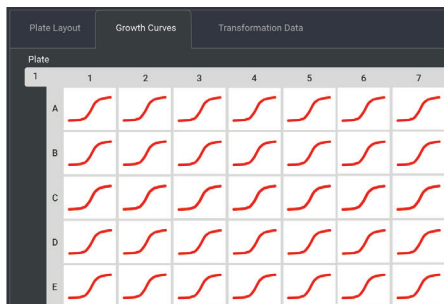 Plate Layout Growth Curves Transformation Data
Plate
1 1 2 3 4 5 6 7
A
B
C
D
E